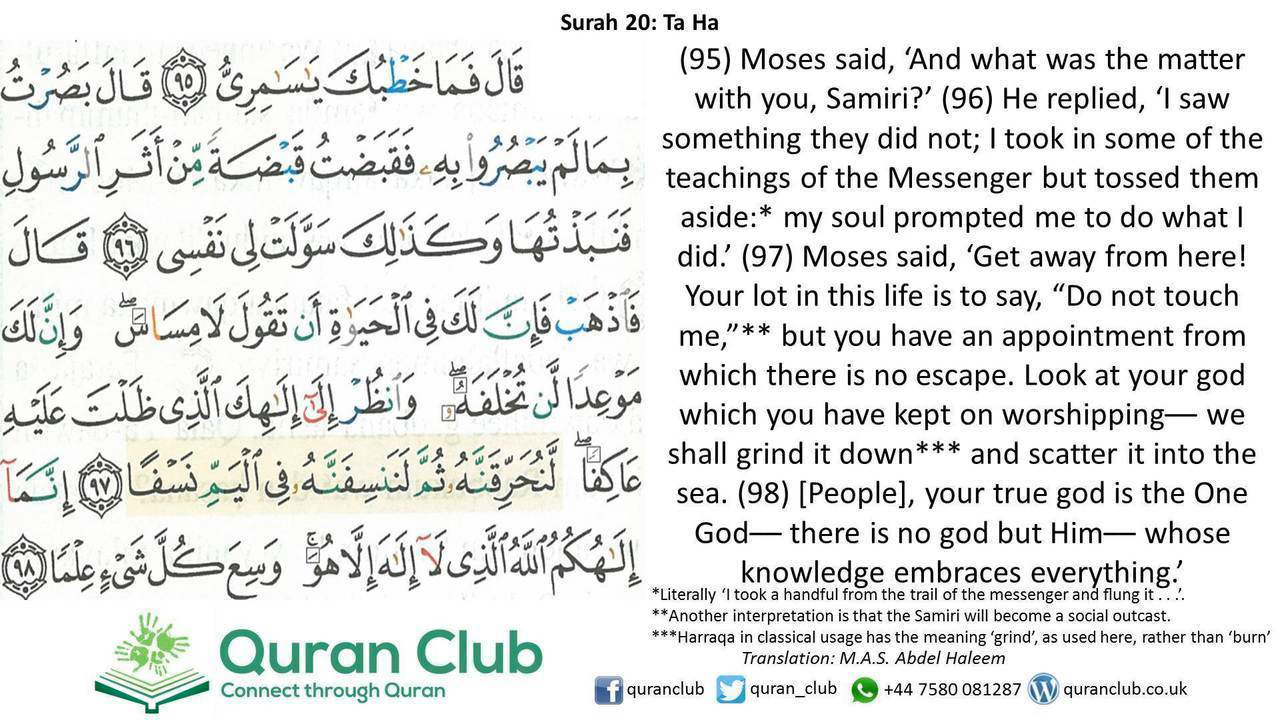 Surah 20: Ta Ha
قَالَ فَمَا خَطْبُكَ يَٰسَٰمِرِىُّ ٩٥ قَالَ بَصُرْتُ
بِمَا لَمْ يَبْصُرُوا۟ بِهِۦ فَقَبَضْتُ قَبْضَةً مِّنْ أَثَرِ ٱلرَّسُولِ
فَنَبَذْتُهَا وَكَذَٰلِكَ سَوَّلَتْ لِى نَفْسِى ٩٦ قَالَ
فَٱذْهَبْ فَإِنَّ لَكَ فِى ٱلْحَيَوٰةِ أَن تَقُولَ لَا مِسَاسَ ۖ وَإِنَّ لَكَ
مَوْعِدًا لَّن تُخْلَفَهُۥ ۖ وَٱنظُرْ إِلَىٰٓ إِلَٰهِكَ ٱلَّذِى ظَلْتَ عَلَيْهِ
عَاكِفًا ۖ لَّنُحَرِّقَنَّهُۥ ثُمَّ لَنَنسِفَنَّهُۥ فِى ٱلْيَمِّ نَسْفًا ٩٧ إِنَّمَآ
إِلَٰهُكُمُ ٱللَّهُ ٱلَّذِى لَآ إِلَٰهَ إِلَّا هُوَ ۚ وَسِعَ كُلَّ شَىْءٍ عِلْمًا ٩٨
(95) Moses said, ‘And what was the matter
with you, Samiri?’ (96) He replied, ‘I saw
something they did not; I took in some of the
teachings of the Messenger but tossed them
aside:* my soul prompted me to do what I
did.’ (97) Moses said, ‘Get away from here!
Your lot in this life is to say, “Do not touch
me,”** but you have an appointment from
which there is no escape. Look at your god
which you have kept on worshipping— we
shall grind it down*** and scatter it into the
sea. (98) [People], your true god is the One
God— there is no god but Him— whose
knowledge embraces everything.’
*Literally ‘I took a handful from the trail of the messenger and flung it . . .’.
**Another interpretation is that the Samiri will become a social outcast.
***Harraqa in classical usage has the meaning ‘grind’, as used here, rather than ‘burn’
Translation: M.A.S. Abdel Haleem
Quran Club
Connect through Quran
quranclub
quran_club
+44 7580 081287
quranclub.co.uk